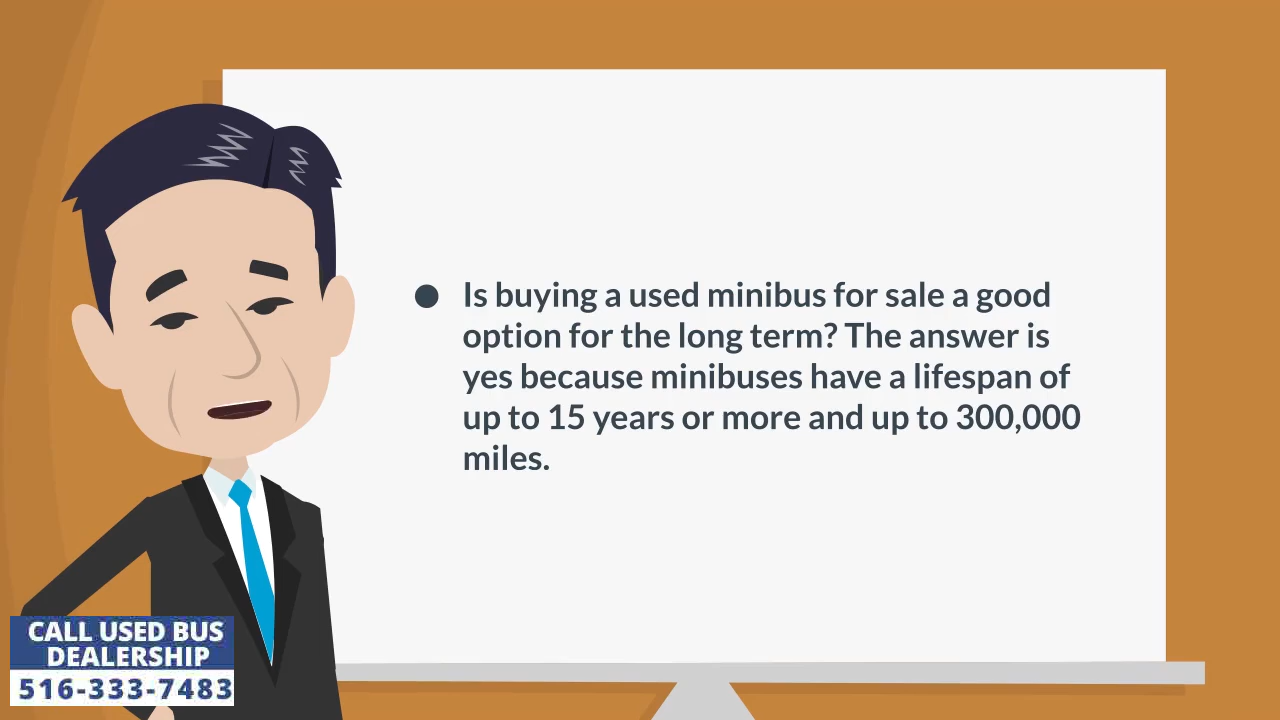 Is buying a used minibus for sale a good
option for the long term? The answer is
yes because minibuses have a lifespan of
up to 15 years or more and up to 300,000
miles.
CALL USED BUS
DEALERSHIP
516-333-7483